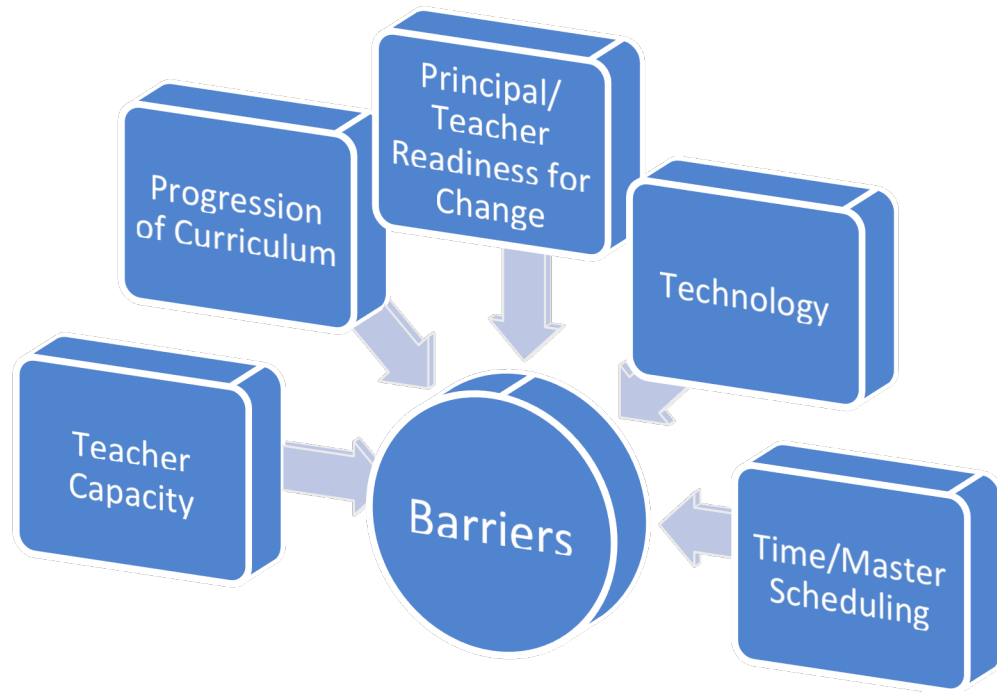 Principal/
Teacher
Readiness for
Change
Progression
of Curriculum
Technology
Teacher
Capacity
Barriers
Time/Master
Scheduling